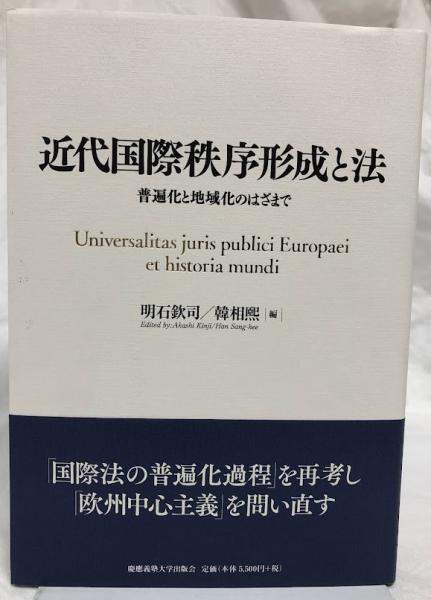 近代国際秩序形成と法
普遍化と地域化のはざまで
Universalitas juris publici Europaei
et historia mundi
明石欽司／韓相熙｜編｜
Edited by:Akashi Kinji/Han Sang-hee
「国際法の普遍化過程」を再考し
「欧州中心主義」を問い直す
慶應義塾大学出版会 定価（本体 5,500円+税）